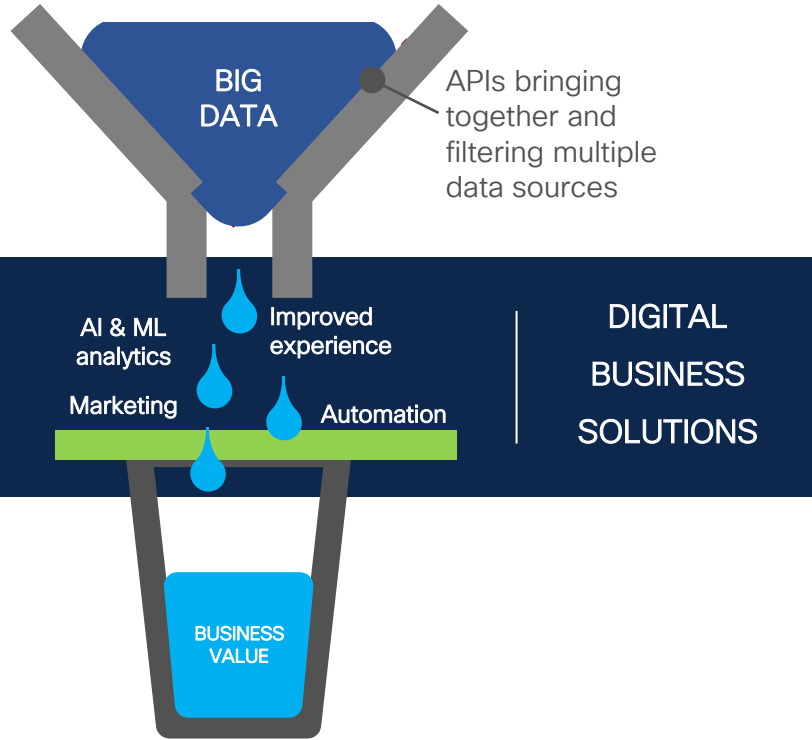 BIG
DATA
APIs bringing
together and
filtering multiple
data sources
AI & ML
analytics
Improved
experience
Marketing
Automation
DIGITAL
BUSINESS
SOLUTIONS
BUSINESS
VALUE